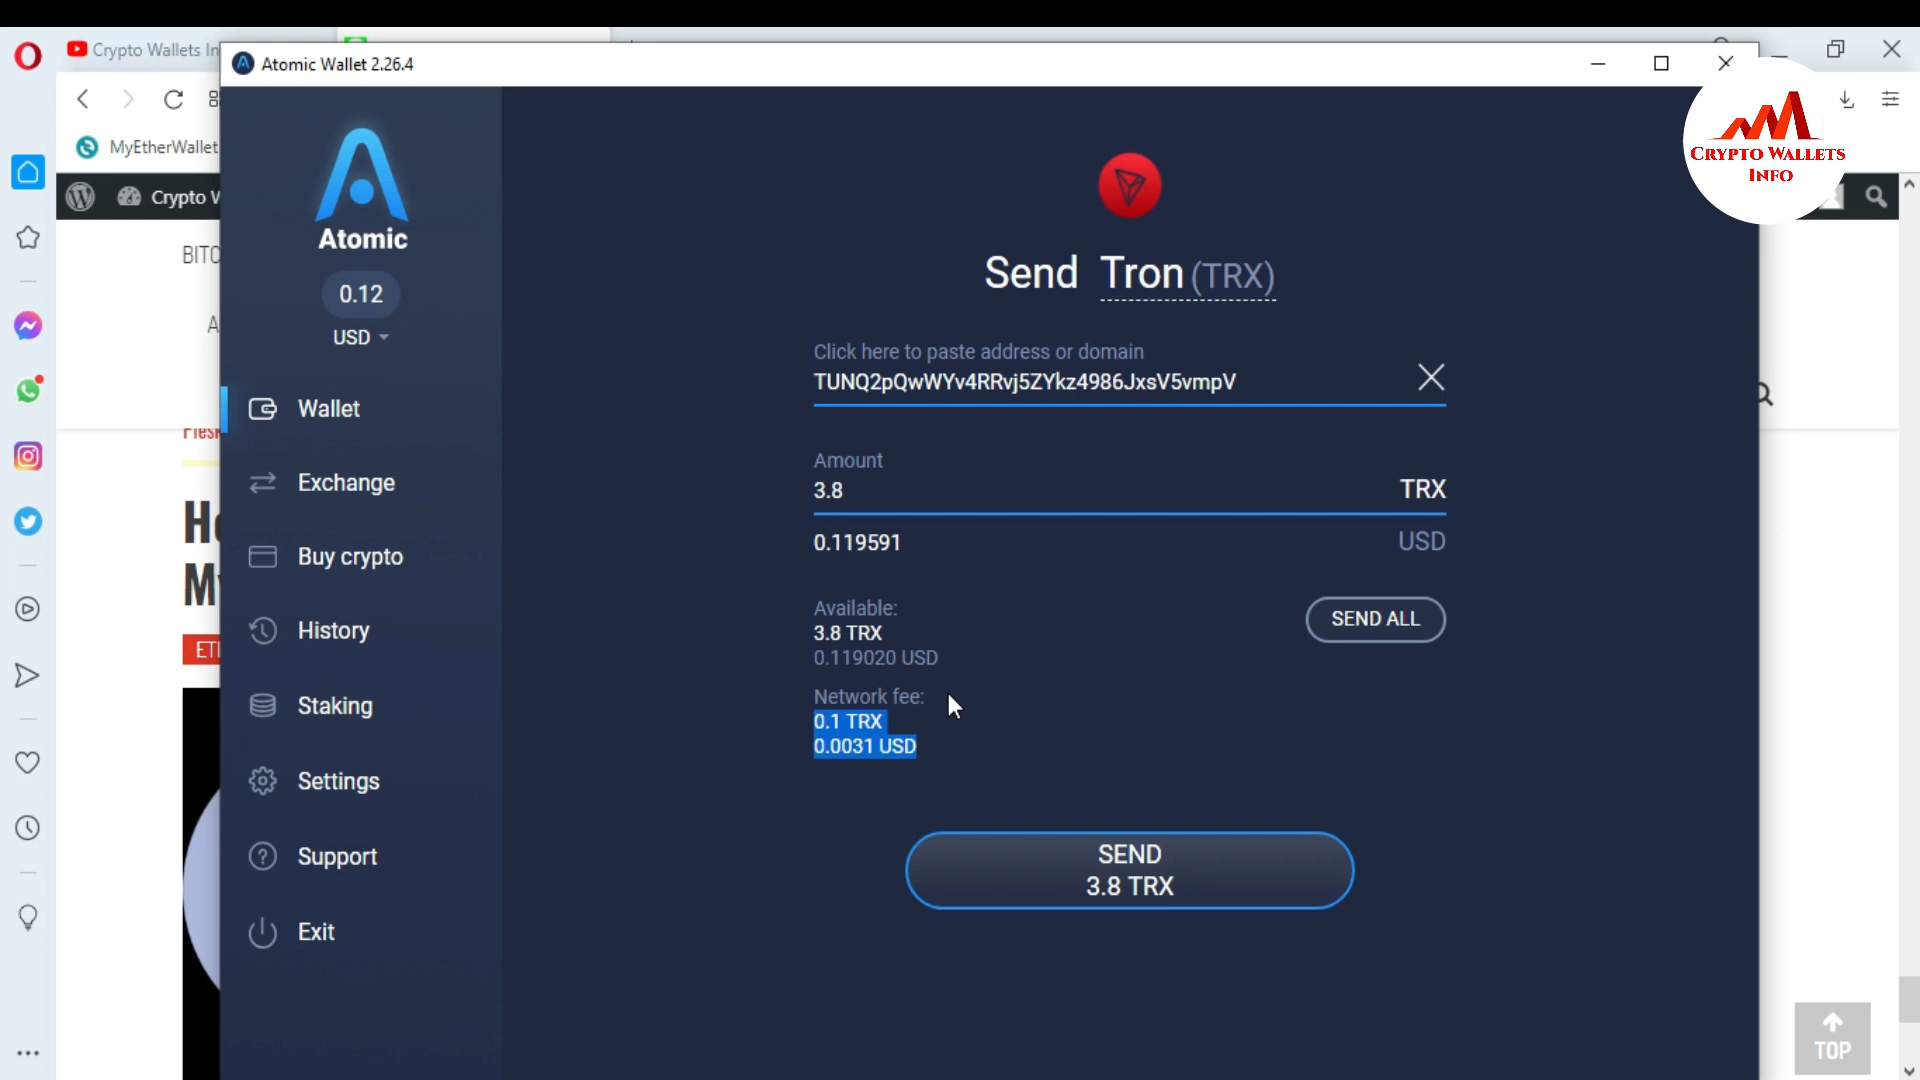 Crypto Wallets In
Atomic Wallet 2.26.4
MyEtherWallet
CRYPTO WALLETS
INFO
Crypto W
BITC
A
Atomic
0.12
USD
Wallet
Exchange
Buy crypto
History
Staking
Settings
Support
Exit
Send Tron (TRX)
Click here to paste address or domain
TUNQ2pQwWYv4RRvj5ZYkz4986JxsV5vmpV
Amount
3.8 TRX
0.119591 USD
Available:
3.8 TRX
0.119020 USD
SEND ALL
Network fee:
0.1 TRX
0.0031 USD
SEND
3.8 TRX
My
ETH
TOP